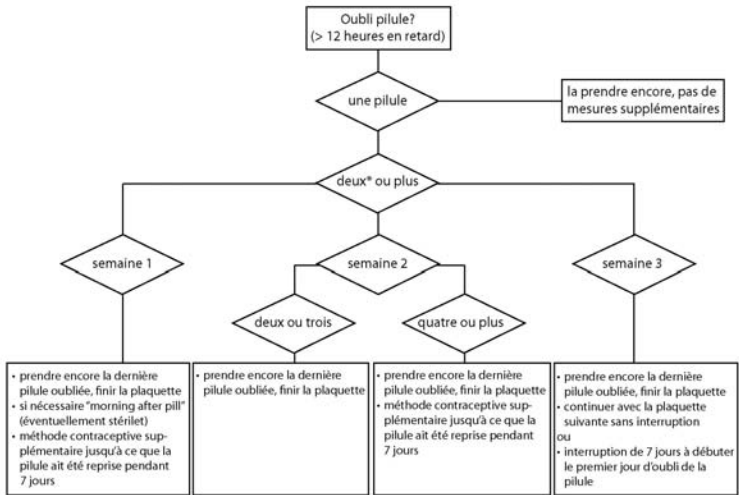 Oubli pilule?
(> 12 heures en retard)
une pilule
la prendre encore, pas de
mesures supplémentaires
deux* ou plus
semaine 1
semaine 2
semaine 3
deux ou trois
quatre ou plus
• prendre encore la dernière
pilule oubliée, finir la plaquette
• si nécessaire "morning after pill"
(éventuellement stérilet)
• méthode contraceptive sup-
plémentaire jusqu'à ce que la
pilule ait été reprise pendant
7 jours
• prendre encore la dernière
pilule oubliée, finir la plaquette
• prendre encore la dernière
pilule oubliée, finir la plaquette
• méthode contraceptive sup-
plémentaire jusqu'à ce que la
pilule ait été reprise pendant
7 jours
• prendre encore la dernière
pilule oubliée, finir la plaquette
• continuer avec la plaquette
suivante sans interruption
ou
• interruption de 7 jours à débuter
le premier jour d'oubli de la
pilule